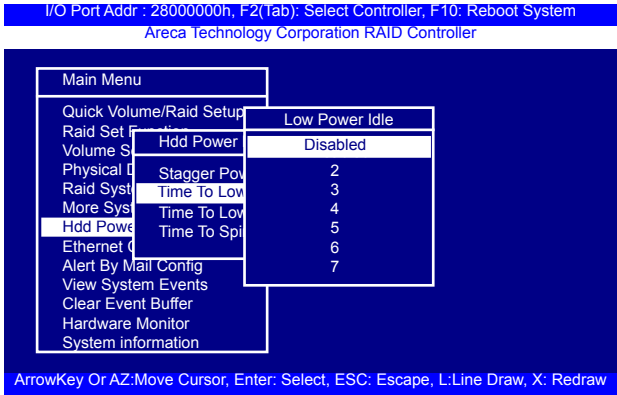 I/O Port Addr : 28000000h, F2(Tab): Select Controller, F10: Reboot System
Areca Technology Corporation RAID Controller
Main Menu
Quick Volume/Raid Setup
Raid Set Function
Volume S
Physical D
Raid Syst
More Syst
Hdd Powe
Ethernet C
Alert By Mail Config
View System Events
Clear Event Buffer
Hardware Monitor
System information
Hdd Power
Stagger Pow
Time To Low
Time To Low
Time To Spi
Low Power Idle
Disabled
2
3
4
5
6
7
ArrowKey Or AZ:Move Cursor, Enter: Select, ESC: Escape, L:Line Draw, X: Redraw